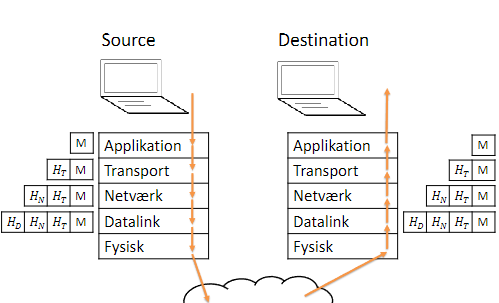 Source Destination
M Applikation Applikation M
H_T M Transport Transport H_T M
H_N H_T M Netværk Netværk H_N H_T M
H_D H_N H_T M Datalink Datalink H_D H_N H_T M
Fysisk Fysisk